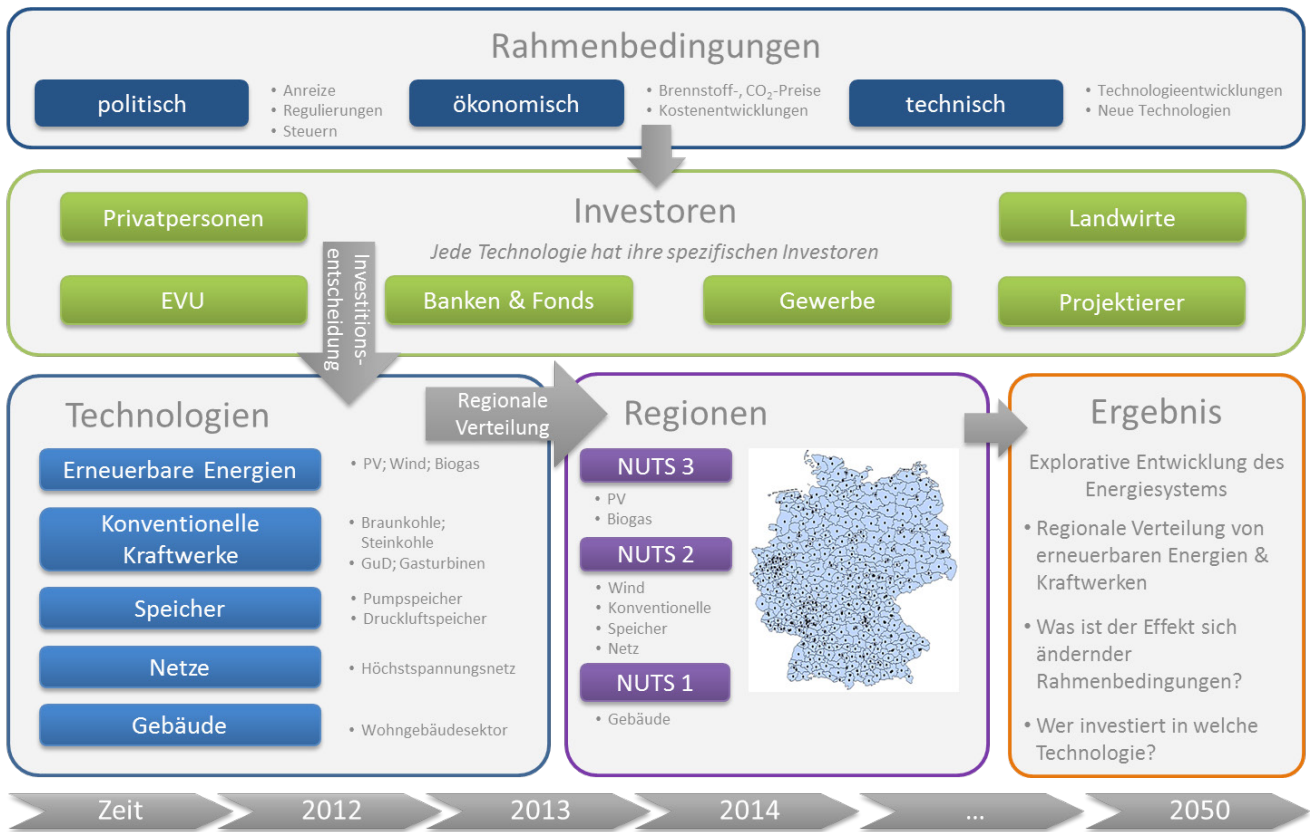 Rahmenbedingungen
politisch
• Anreize
• Regulierungen
• Steuern
ökonomisch
• Brennstoff-, CO₂-Preise
• Kostenentwicklungen
technisch
• Technologieentwicklungen
• Neue Technologien
Investoren
Jede Technologie hat ihre spezifischen Investoren
Privatpersonen
Landwirte
EVU
Banken & Fonds
Gewerbe
Projektierer
Investitions-
entscheidung
Technologien
Erneuerbare Energien
• PV; Wind; Biogas
Konventionelle
Kraftwerke
• Braunkohle;
Steinkohle
• GuD; Gasturbinen
Speicher
• Pumpspeicher
• Druckluftspeicher
Netze
• Höchstspannungsnetz
Gebäude
• Wohngebäudesektor
Regionale
Verteilung
Regionen
NUTS 3
• PV
• Biogas
NUTS 2
• Wind
• Konventionelle
• Speicher
• Netz
NUTS 1
• Gebäude
Ergebnis
Explorative Entwicklung des
Energiesystems
• Regionale Verteilung von
erneuerbaren Energien &
Kraftwerken
• Was ist der Effekt sich
ändernder
Rahmenbedingungen?
• Wer investiert in welche
Technologie?
Zeit
2012
2013
2014
...
2050